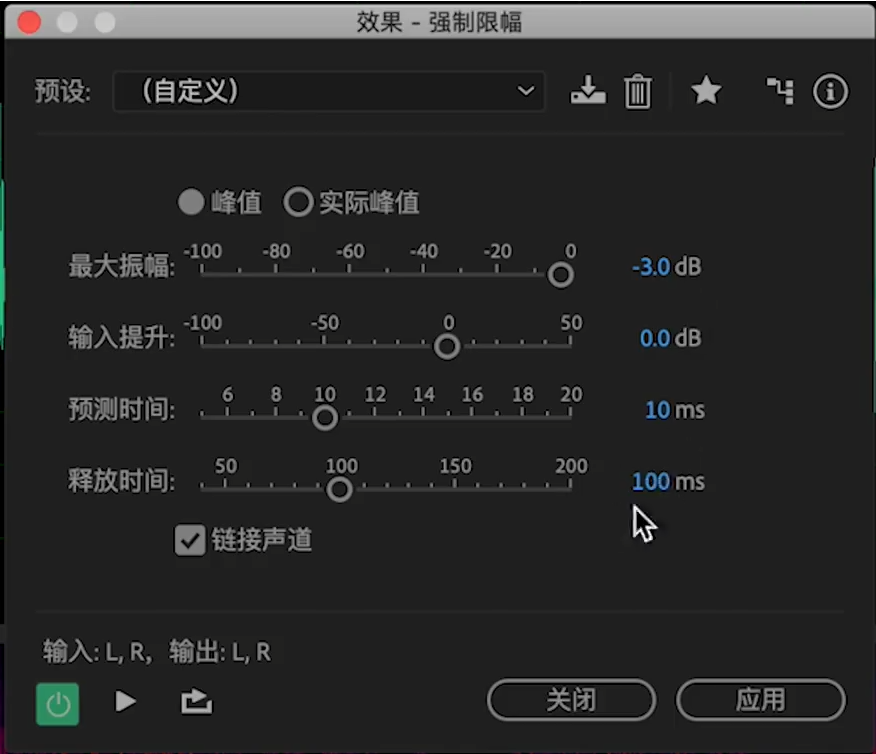 效果 - 强制限幅
预设: (自定义)
峰值 实际峰值
-100 -80 -60 -40 -20 0
最大振幅: -3.0 dB
-100 -50 0 50
输入提升: 0.0 dB
6 8 10 12 14 16 18 20
预测时间: 10 ms
50 100 150 200
释放时间: 100 ms
链接声道
输入: L, R, 输出: L, R
关闭 应用